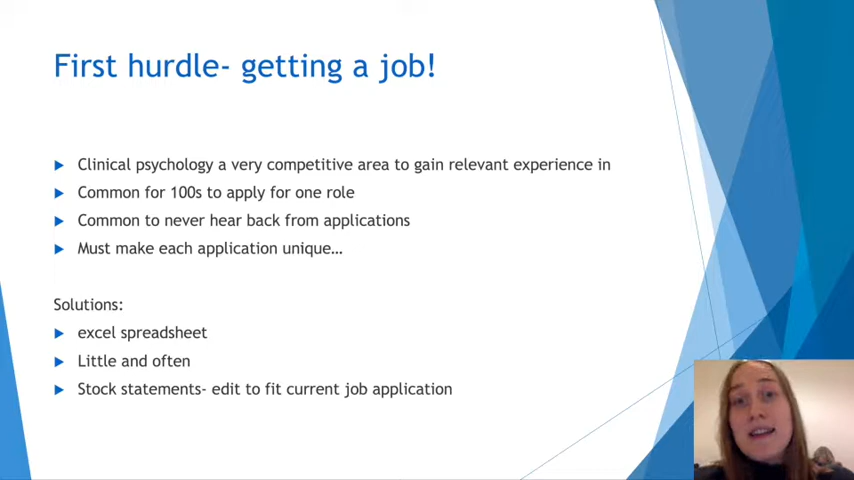 First hurdle- getting a job!
Clinical psychology a very competitive area to gain relevant experience in
Common for 100s to apply for one role
Common to never hear back from applications
Must make each application unique…
Solutions:
excel spreadsheet
Little and often
Stock statements- edit to fit current job application